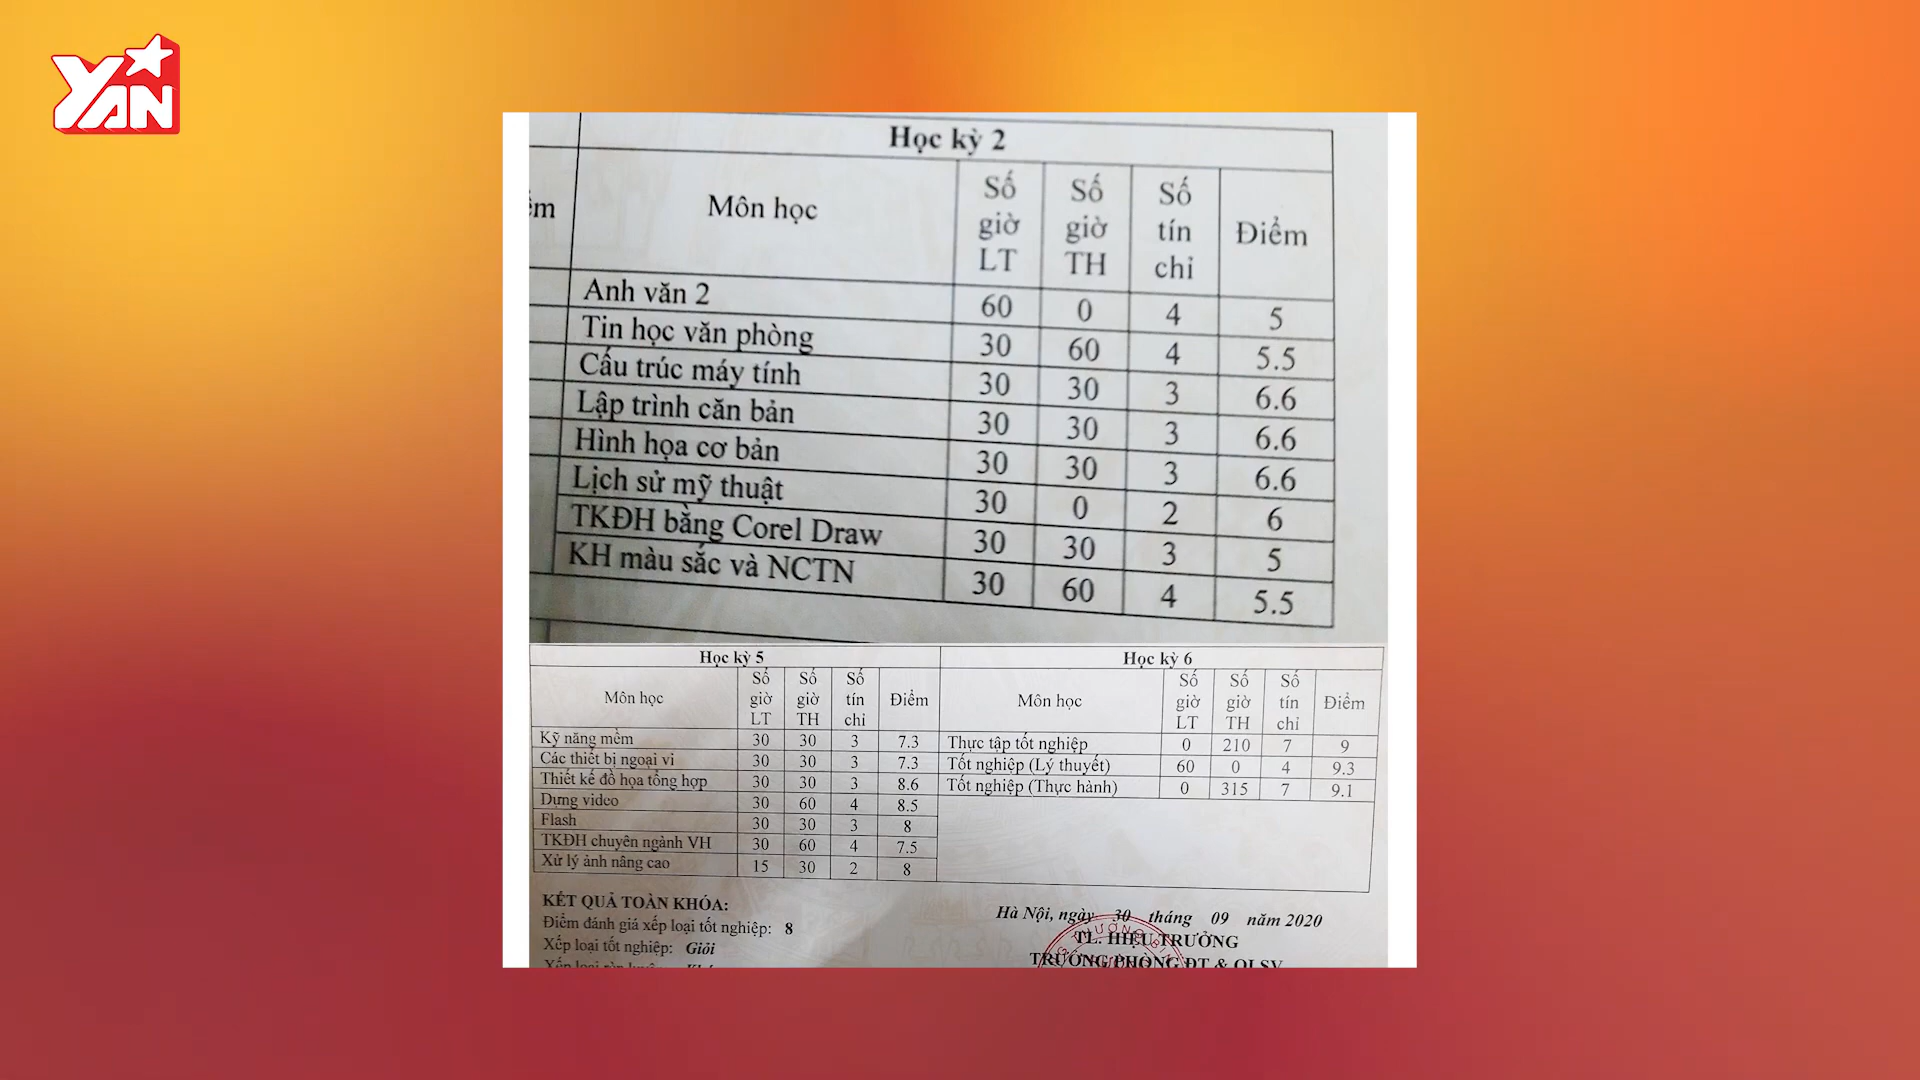 YAN
Học kỳ 2
Môn học Số giờ LT Số giờ TH Số tín chỉ Điểm
Anh văn 2 60 0 4 5
Tin học văn phòng 30 60 4 5.5
Cấu trúc máy tính 30 30 3 6.6
Lập trình căn bản 30 30 3 6.6
Hình họa cơ bản 30 30 3 6.6
Lịch sử mỹ thuật 30 0 2 6
TKĐH bằng Corel Draw 30 30 3 5
KH màu sắc và NCTN 30 60 4 5.5
Học kỳ 5
Môn học Số giờ LT Số giờ TH Số tín chỉ Điểm
Kỹ năng mềm 30 30 3 7.3
Các thiết bị ngoại vi 30 30 3 7.3
Thiết kế đồ họa tổng hợp 30 30 3 8.6
Dựng video 30 60 4 8.5
Flash 30 30 3 8
TKĐH chuyên ngành VH 30 60 4 7.5
Xử lý ảnh nâng cao 15 30 2 8
Học kỳ 6
Môn học Số giờ LT Số giờ TH Số tín chỉ Điểm
Thực tập tốt nghiệp 0 210 7 9
Tốt nghiệp (Lý thuyết) 60 0 4 9.3
Tốt nghiệp (Thực hành) 0 315 7 9.1
KẾT QUẢ TOÀN KHÓA:
Điểm đánh giá xếp loại tốt nghiệp: 8
Xếp loại tốt nghiệp: Giỏi
Hà Nội, ngày 30 tháng 09 năm 2020
TL. HIỆU TRƯỞNG
TRƯỞNG PHÒNG ĐT & QLSV